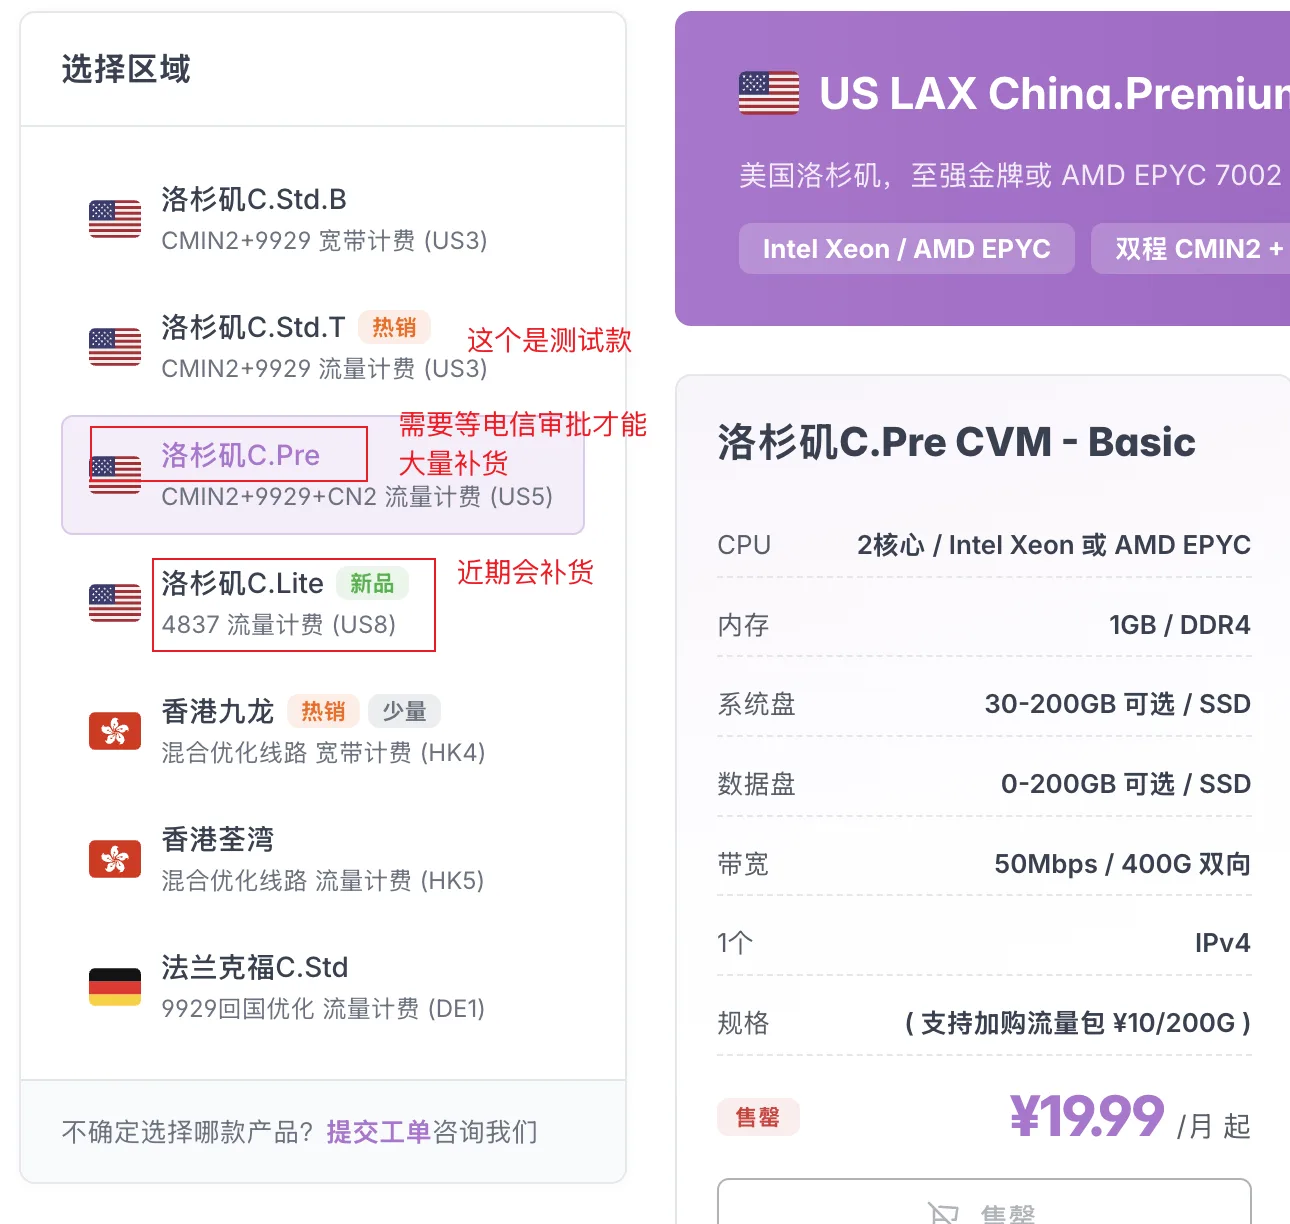 选择区域
洛杉矶C.Std.B
CMIN2+9929 宽带计费 (US3)
洛杉矶C.Std.T 热销
CMIN2+9929 流量计费 (US3)
这个是测试款
洛杉矶C.Pre
CMIN2+9929+CN2 流量计费 (US5)
需要等电信审批才能
大量补货
洛杉矶C.Lite 新品
4837 流量计费 (US8)
近期会补货
香港九龙 热销 少量
混合优化线路 宽带计费 (HK4)
香港荃湾
混合优化线路 流量计费 (HK5)
法兰克福C.Std
9929回国优化 流量计费 (DE1)
不确定选择哪款产品？提交工单咨询我们
US LAX China.Premium
美国洛杉矶，至强金牌或 AMD EPYC 7002
Intel Xeon / AMD EPYC
双程 CMIN2 +
洛杉矶C.Pre CVM - Basic
CPU 2核心 / Intel Xeon 或 AMD EPYC
内存 1GB / DDR4
系统盘 30-200GB 可选 / SSD
数据盘 0-200GB 可选 / SSD
带宽 50Mbps / 400G 双向
1个 IPv4
规格 ( 支持加购流量包 ¥10/200G )
售罄 ¥19.99 /月 起
售罄